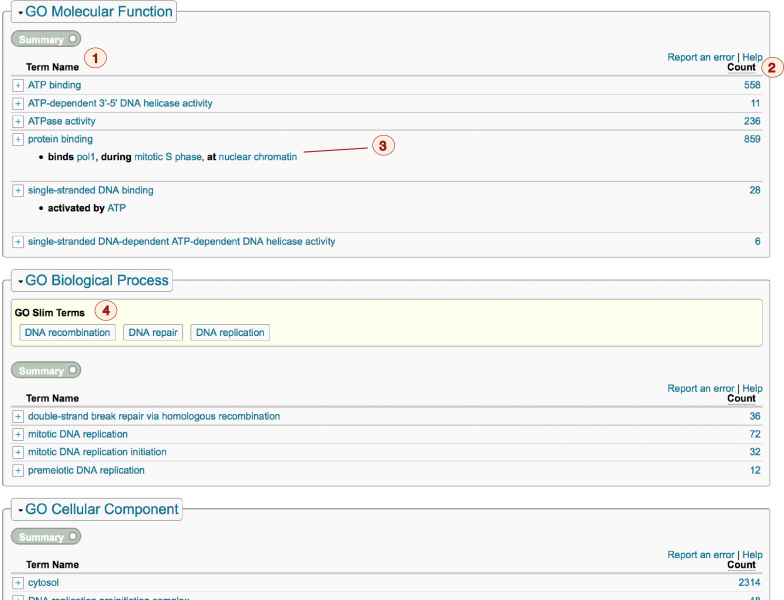 GO Molecular Function
Summary
1
Report an error | Help
Term Name Count
2
ATP binding 558
ATP-dependent 3'-5' DNA helicase activity 11
ATPase activity 236
protein binding 859
• binds pol1, during mitotic S phase, at nuclear chromatin
3
single-stranded DNA binding 28
• activated by ATP
single-stranded DNA-dependent ATP-dependent DNA helicase activity 6
GO Biological Process
GO Slim Terms
4
DNA recombination DNA repair DNA replication
Summary
Report an error | Help
Term Name Count
double-strand break repair via homologous recombination 36
mitotic DNA replication 72
mitotic DNA replication initiation 32
premeiotic DNA replication 12
GO Cellular Component
Summary
Report an error | Help
Term Name Count
cytosol 2314
DNA replication preinitiation complex 18